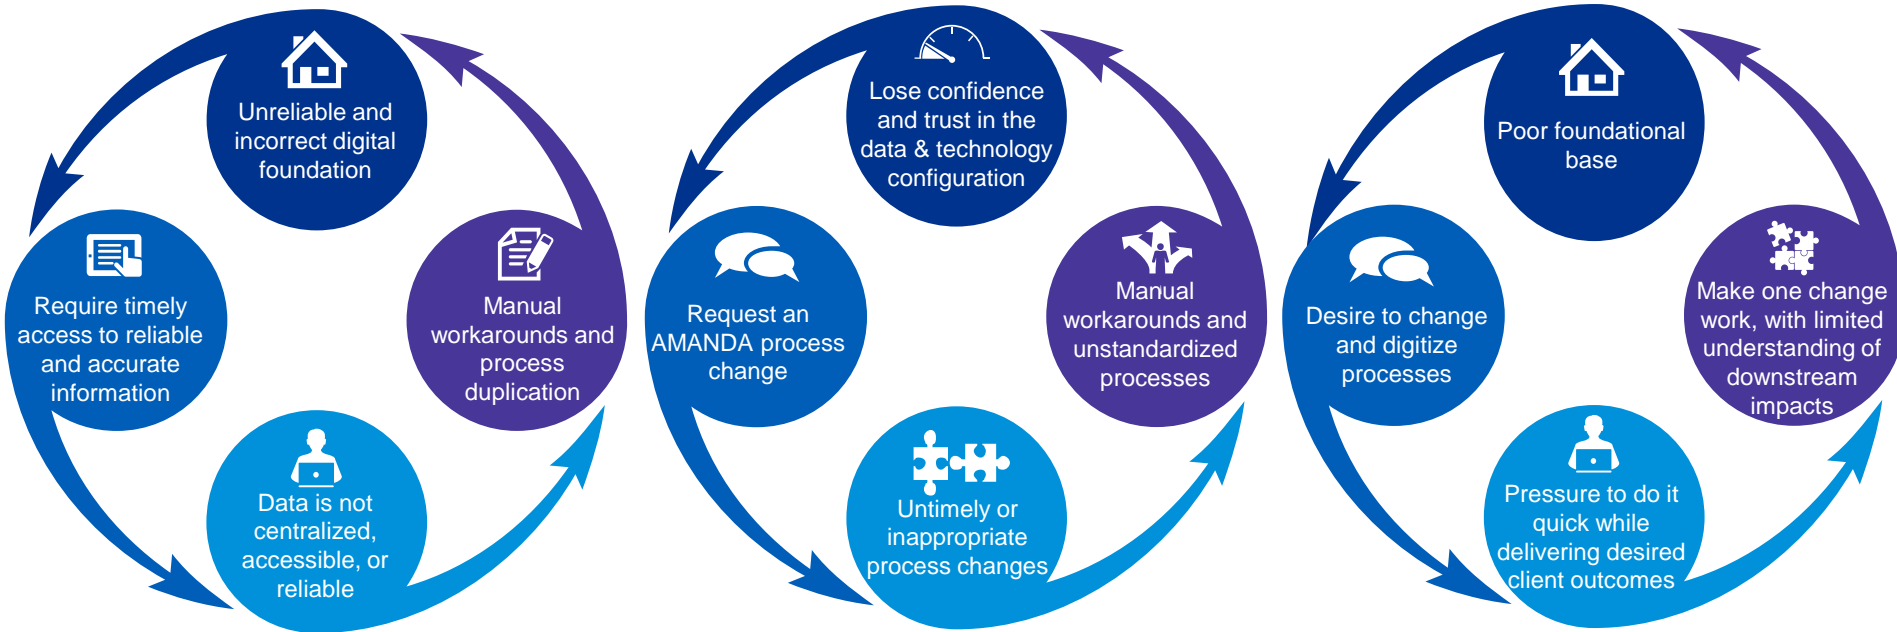 Unreliable and
incorrect digital
foundation
Require timely
access to reliable
and accurate
information
Manual
workarounds and
process
duplication
Data is not
centralized,
accessible, or
reliable
Lose confidence
and trust in the
data & technology
configuration
Request an
AMANDA process
change
Manual
workarounds and
unstandardized
processes
Untimely or
inappropriate
process changes
Poor foundational
base
Desire to change
and digitize
processes
Make one change
work, with limited
understanding of
downstream
impacts
Pressure to do it
quick while
delivering desired
client outcomes